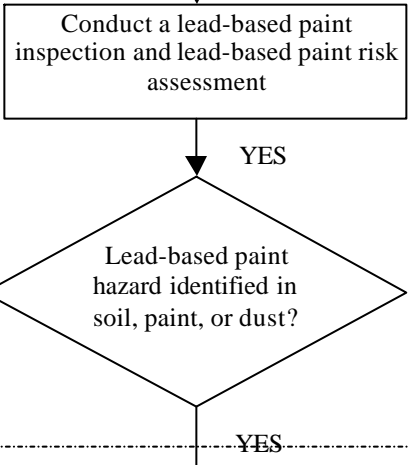 Conduct a lead-based paint
inspection and lead-based paint risk
assessment
YES
Lead-based paint
hazard identified in
soil, paint, or dust?
YES